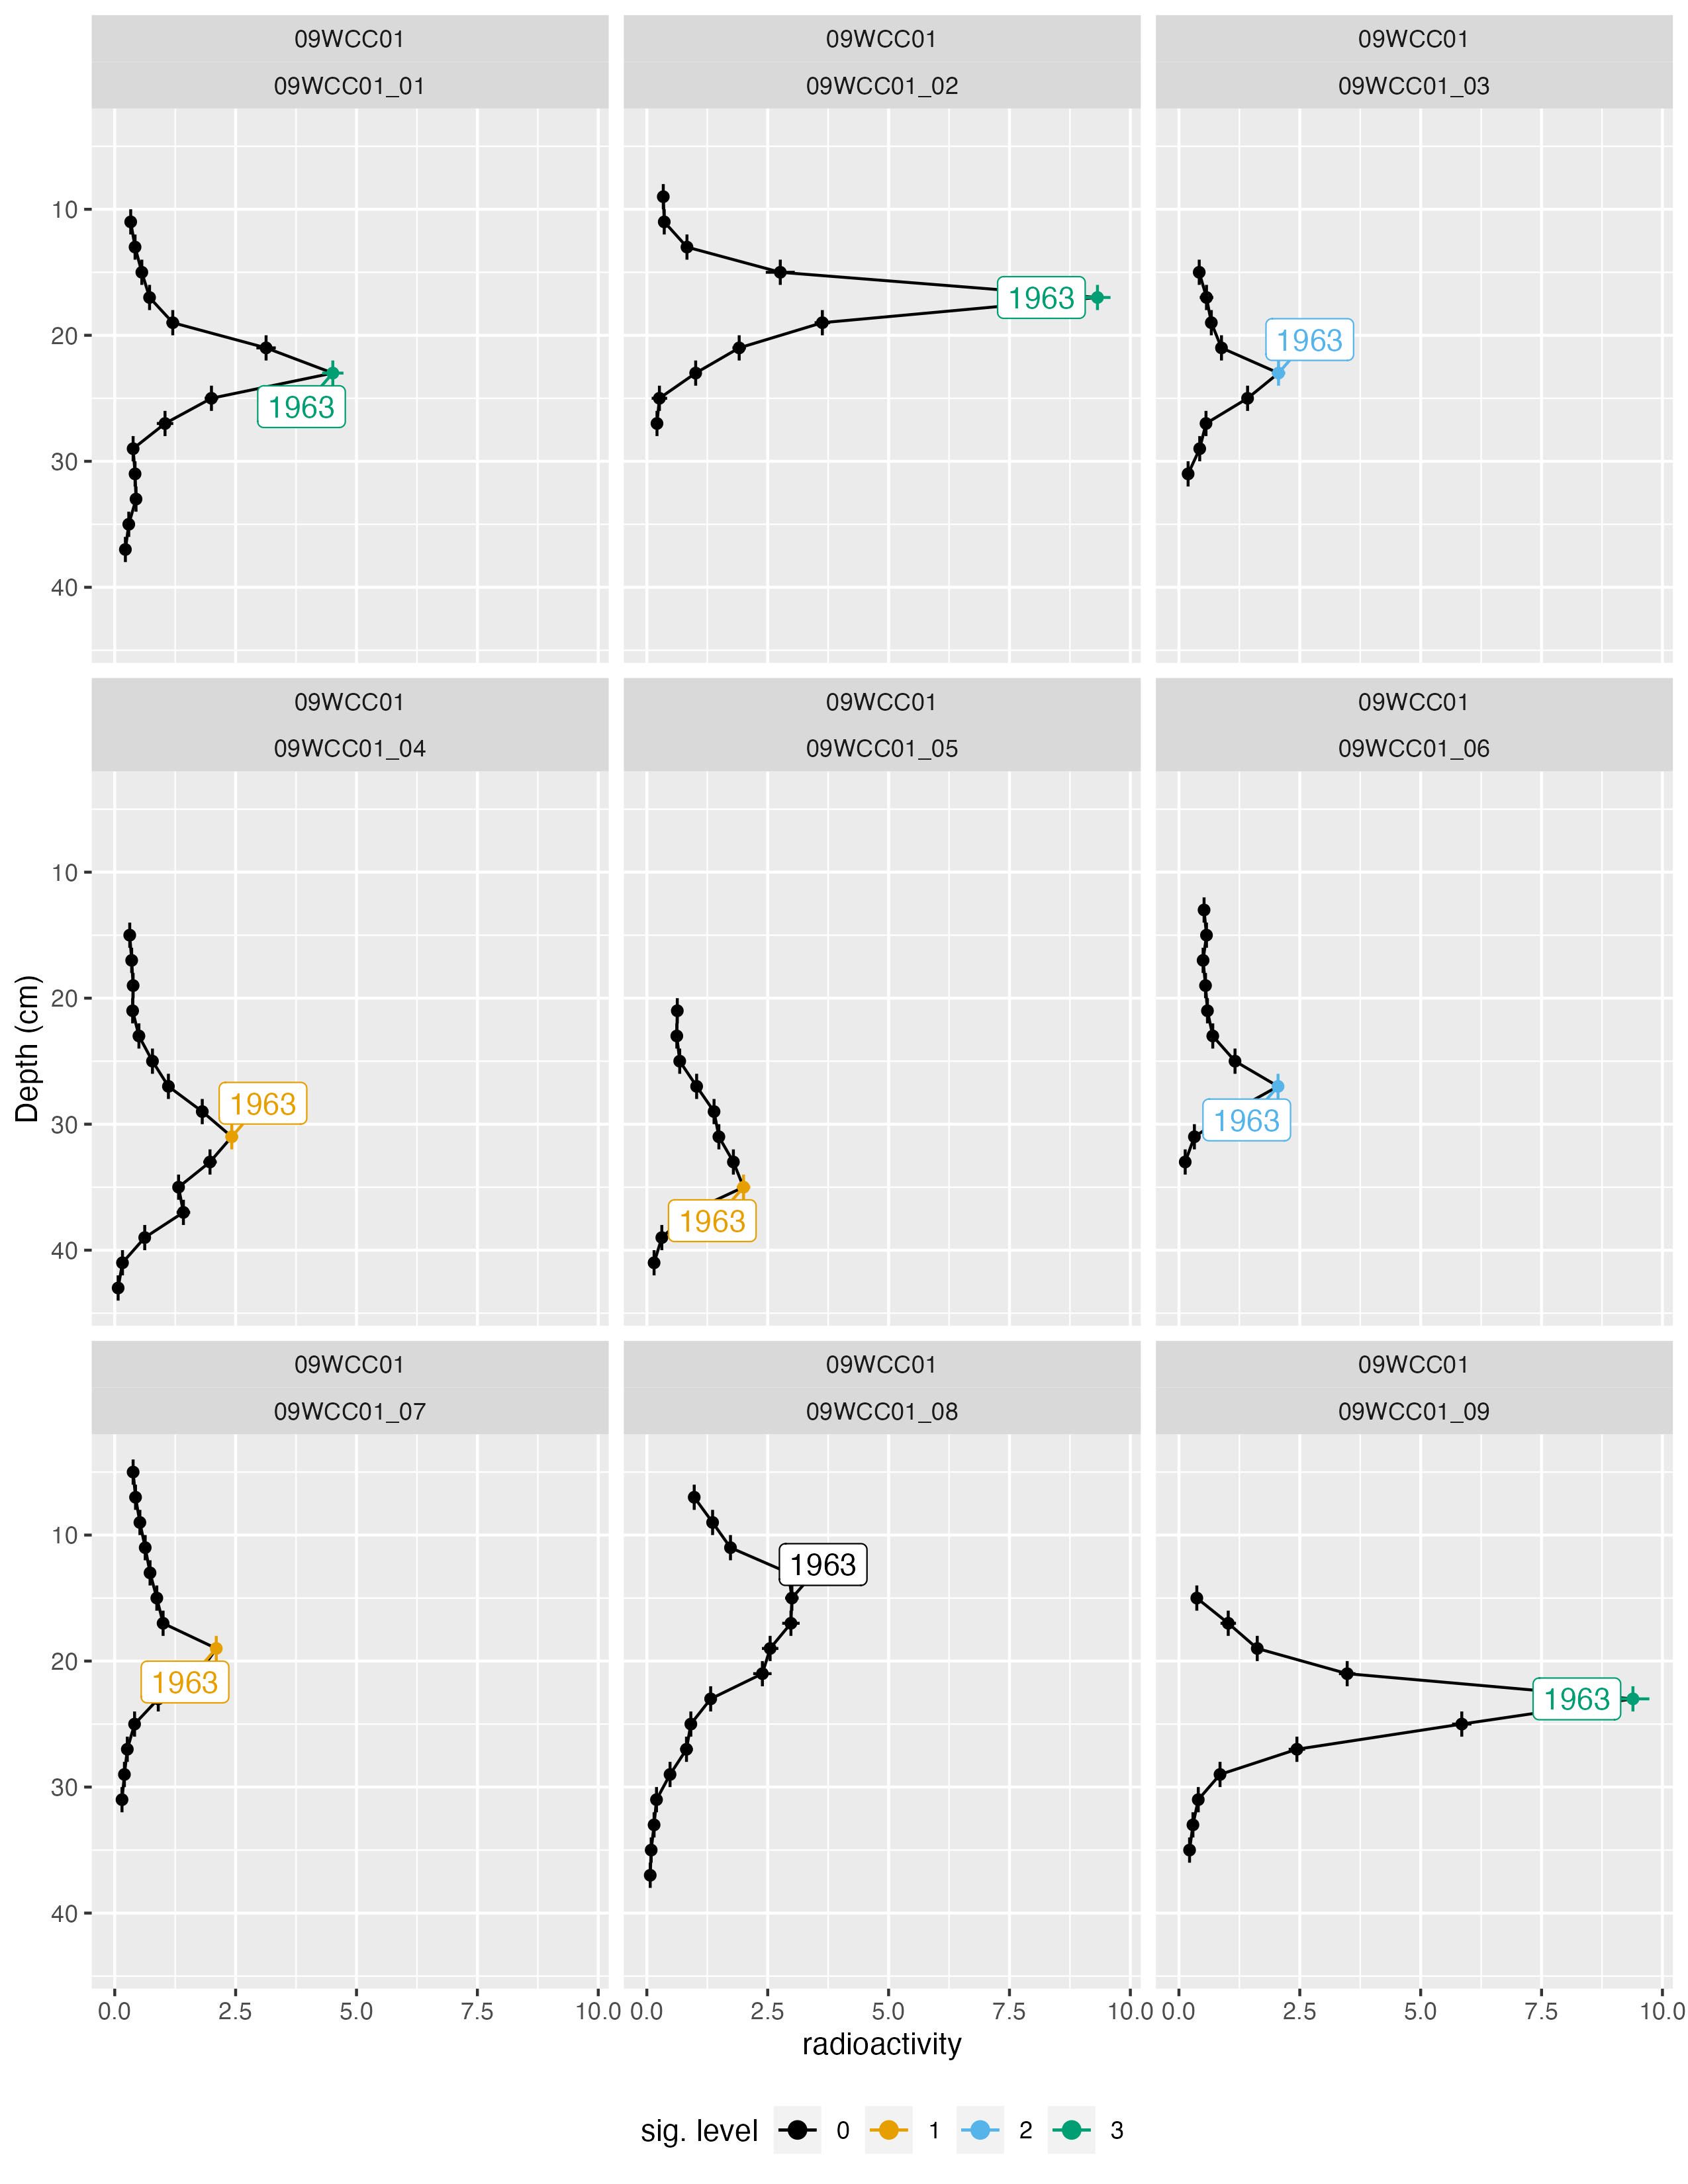 09WCC01 09WCC01 09WCC01
09WCC01_01 09WCC01_02 09WCC01_03
10
1963
20
1963
1963
30
40
09WCC01 09WCC01 09WCC01
09WCC01_04 09WCC01_05 09WCC01_06
10
20
1963
30
1963
1963
40
Depth (cm)
09WCC01 09WCC01 09WCC01
09WCC01_07 09WCC01_08 09WCC01_09
10
1963
20
1963
1963
30
40
0.0 2.5 5.0 7.5 10.0 0.0 2.5 5.0 7.5 10.0 0.0 2.5 5.0 7.5 10.0
radioactivity
sig. level 0 1 2 3